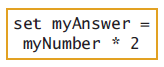 set myAnswer =
myNumber * 2